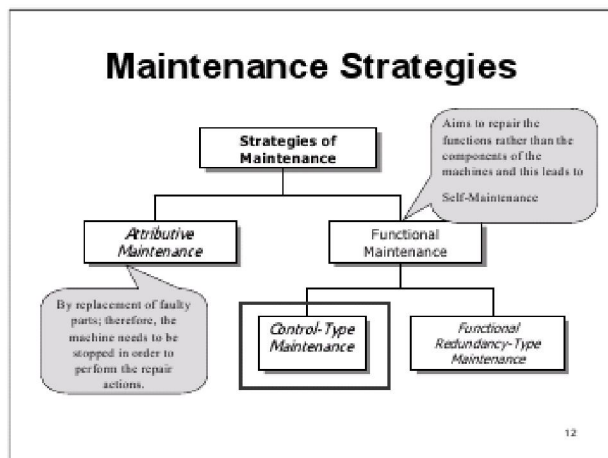 Maintenance Strategies
Strategies of
Maintenance
Aims to repair the
functions rather than the
components of the
machines and this leads to
Self-Maintenance
Attributive
Maintenance
Functional
Maintenance
By replacement of faulty
parts; therefore, the
machine needs to be
stopped in order to
perform the repair
actions.
Control-Type
Maintenance
Functional
Redundancy-Type
Maintenance
12